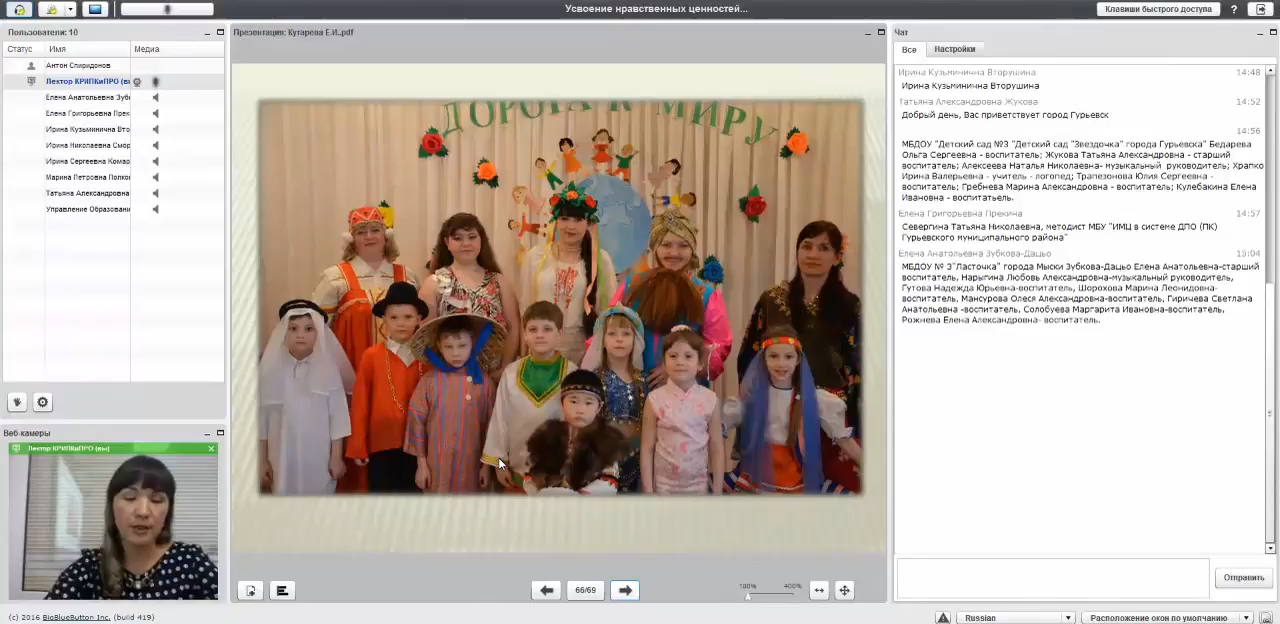 Усвоение нравственных ценностей...
Клавиши быстрого доступа
?
Пользователи: 10
Статус Имя Медиа
Антон Спиридонов
Лектор КРИПКиПРО (вы
Елена Анатольевна Зуб
Елена Григорьевна Прек
Ирина Кузьминична Вто
Ирина Николаевна Смор
Ирина Сергеевна Комар
Марина Петровна Полко
Татьяна Александровна
Управление Образовани
Веб камеры
Лектор КРИПКиПРО (вы)
Презентация: Кугарова Е.И..pdf
ДОРОГА К МИРУ
66/69
100% 400%
Чат
Все Настройки
Ирина Кузьминична Вторушина 14:48
Ирина Кузьминична Вторушина
Татьяна Александровна Жукова 14:52
Добрый день, Вас приветствует город Гурьевск
14:56
МБДОУ "Детский сад №3 "Детский сад "Звездочка" города Гурьевска" Бедарева
Ольга Сергеевна - воспитатель; Жукова Татьяна Александровна - старший
воспитатель; Алексеева Наталья Николаевна- музыкальный руководитель; Храпко
Ирина Валерьевна - учитель - логопед; Трапезонова Юлия Сергеевна -
воспитатель; Гребнева Марина Александровна - воспитатель; Кулебакина Елена
Ивановна - воспитатьель.
Елена Григорьевна Прекина 14:57
Севергина Татьяна Николаевна, методист МБУ "ИМЦ в системе ДПО (ПК)
Гурьевского муниципального района"
Елена Анатольевна Зубкова-Дацьо 15:04
МБДОУ № 3"Ласточка" города Мыски Зубкова-Дацьо Елена Анатольевна-старший
воспитатель, Нарыгина Любовь Александровна-музыкальный руководитель,
Гутова Надежда Юрьевна-воспитатель, Шорохова Марина Леонидовна-
воспитатель, Мансурова Олеся Александровна-воспитатель, Гиричева Светлана
Анатольевна -воспитатель, Солобуева Маргарита Ивановна-воспитатель,
Рожнева Елена Александровна- воспитатель.
Отправить
(c) 2016 BigBlueButton Inc. (build 419)
Russian
Расположение окон по умолчанию